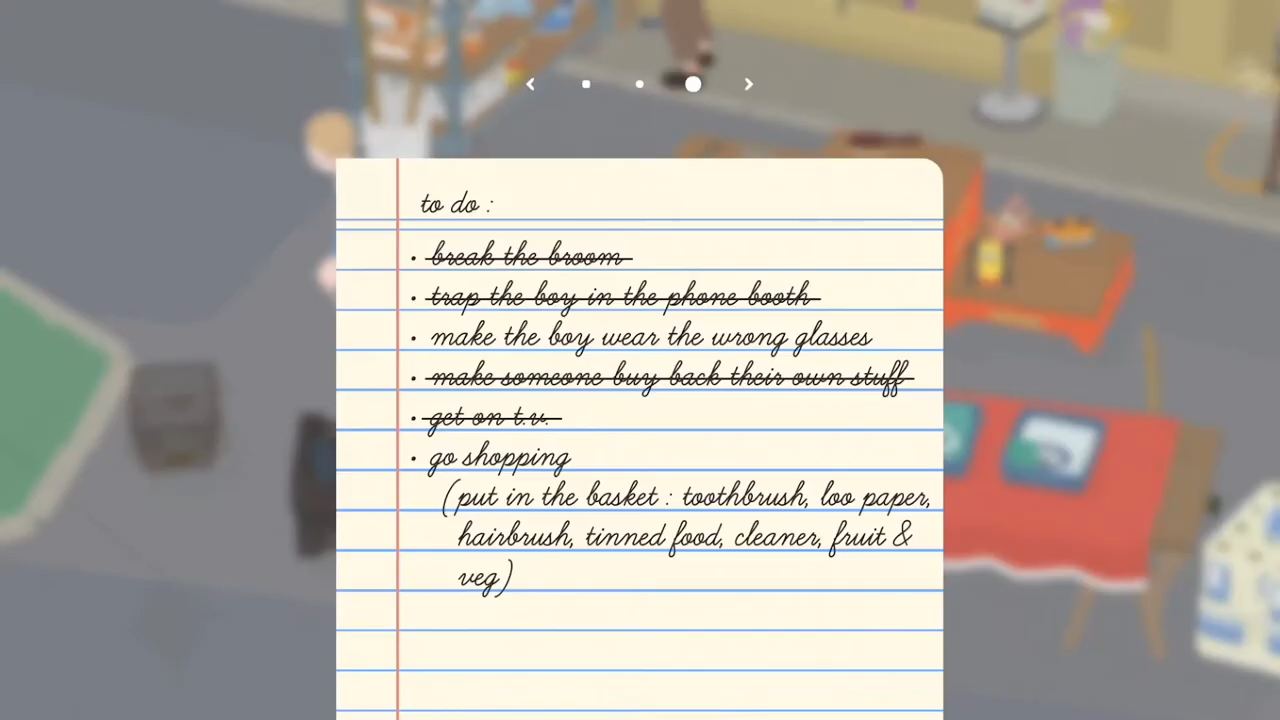 to do :
• break the broom
• trap the boy in the phone booth
• make the boy wear the wrong glasses
• make someone buy back their own stuff
• get on t.v.
• go shopping
(put in the basket : toothbrush, loo paper,
hairbrush, tinned food, cleaner, fruit &
veg)